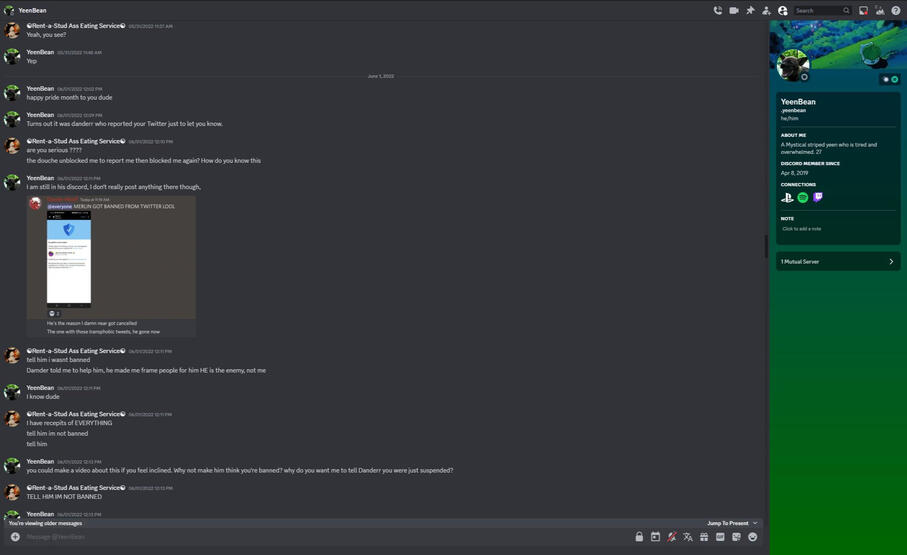 YeenBean
Search
☯Rent-a-Stud Ass Eating Service☯ 05/31/2022 11:37 AM
Yeah, you see?
YeenBean 05/31/2022 11:46 AM
Yep
June 1, 2022
YeenBean 06/01/2022 12:02 PM
happy pride month to you dude
YeenBean 06/01/2022 12:09 PM
Turns out it was danderr who reported your Twitter just to let you know.
☯Rent-a-Stud Ass Eating Service☯ 06/01/2022 12:10 PM
are you serious ????
the douche unblocked me to report me then blocked me again? How do you know this
YeenBean 06/01/2022 12:11 PM
I am still in his discord, I don't really post anything there though,
Today at 11:19 AM
@everyone MERLIN GOT BANNED FROM TWITTER LOOL
2
He's the reason I damn near got cancelled
The one with those tramphobic tweets, he gone now
☯Rent-a-Stud Ass Eating Service☯ 06/01/2022 12:11 PM
tell him i wasnt banned
Damder told me to help him, he made me frame people for him HE is the enemy, not me
YeenBean 06/01/2022 12:11 PM
I know dude
☯Rent-a-Stud Ass Eating Service☯ 06/01/2022 12:11 PM
I have recepits of EVERYTHING
tell him im not banned
tell him
YeenBean 06/01/2022 12:13 PM
you could make a video about this if you feel inclined. Why not make him think you're banned? why do you want me to tell Danderr you were just suspended?
☯Rent-a-Stud Ass Eating Service☯ 06/01/2022 12:13 PM
TELL HIM IM NOT BANNED
YeenBean 06/01/2022 12:13 PM
You're viewing older messages
Jump To Present
Message @YeenBean
GIF
YeenBean
.yeenbean
he/him
ABOUT ME
A Mystical striped yeen who is tired and
overwhelmed. 27
DISCORD MEMBER SINCE
Apr 8, 2019
CONNECTIONS
NOTE
Click to add a note
1 Mutual Server